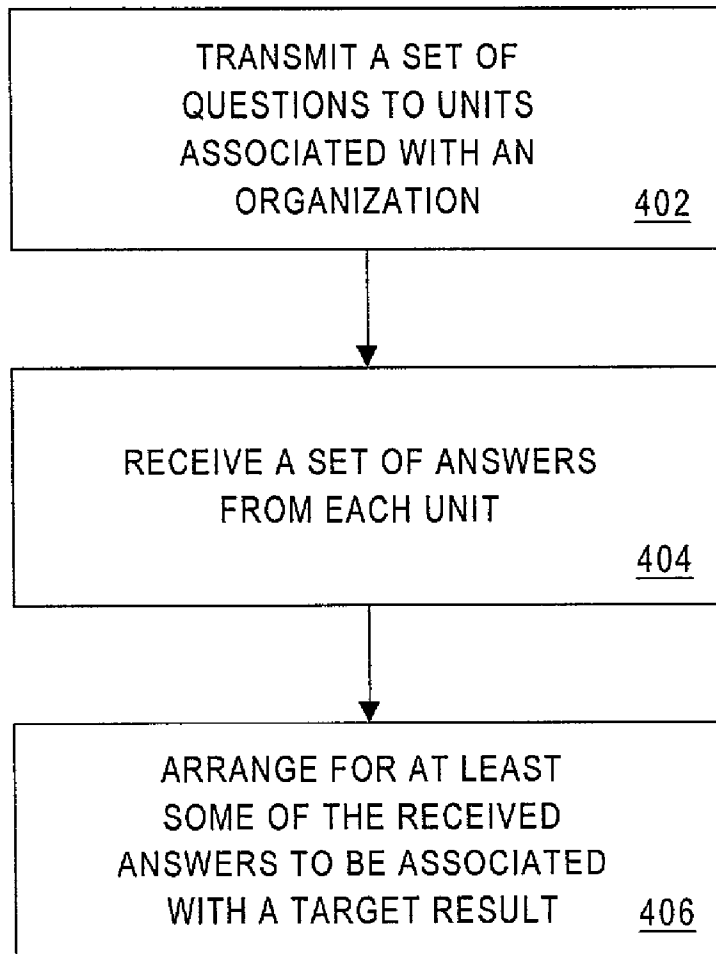 TRANSMIT A SET OF
QUESTIONS TO UNITS
ASSOCIATED WITH AN
ORGANIZATION 402
RECEIVE A SET OF ANSWERS
FROM EACH UNIT
404
ARRANGE FOR AT LEAST
SOME OF THE RECEIVED
ANSWERS TO BE ASSOCIATED
WITH A TARGET RESULT 406